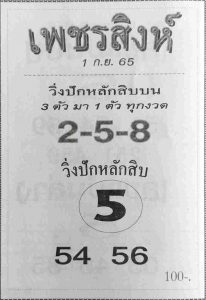 เพชรสิงห์
1 ก.ย. 65
วิ่งปักหลักสิบบน
3 ตัว มา 1 ตัว ทุกงวด
2-5-8
วิ่งปักหลักสิบ
5
54 56
100-.